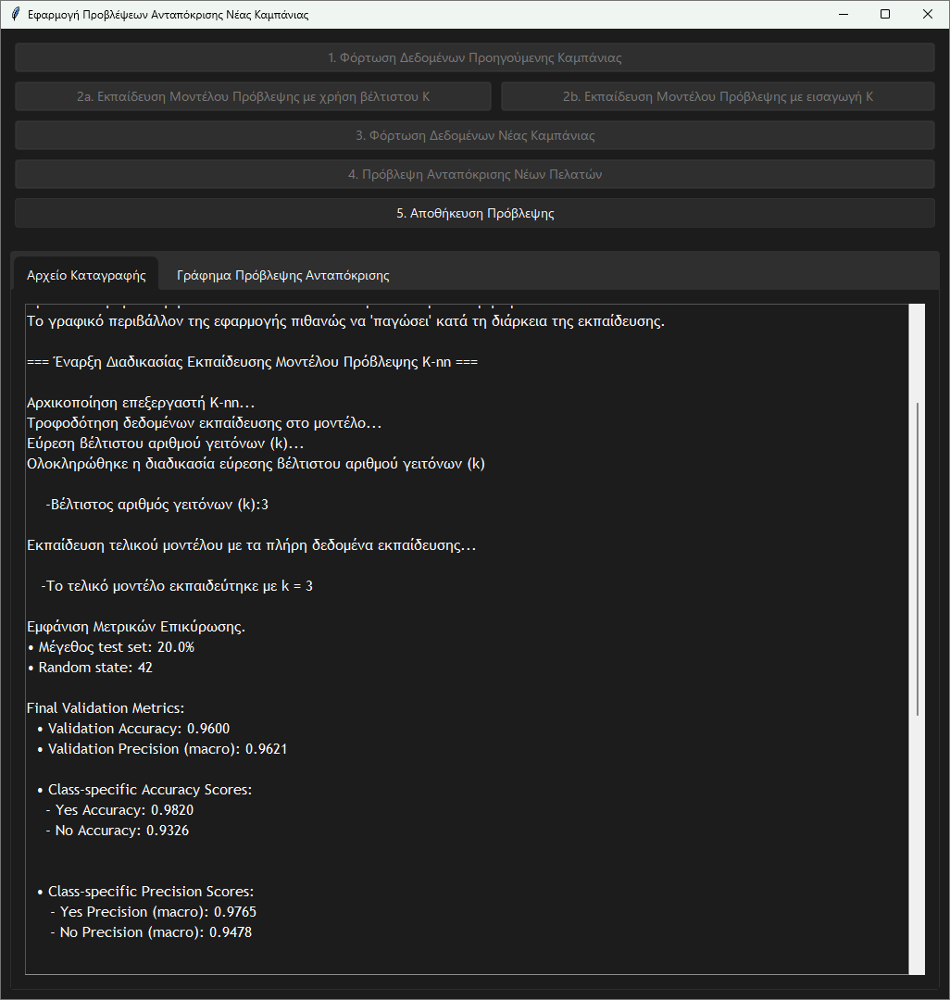 Εφαρμογή Προβλέψεων Ανταπόκρισης Νέας Καμπάνιας
1. Φόρτωση Δεδομένων Προηγούμενης Καμπάνιας
2a. Εκπαίδευση Μοντέλου Πρόβλεψης με χρήση βέλτιστου K
2b. Εκπαίδευση Μοντέλου Πρόβλεψης με εισαγωγή K
3. Φόρτωση Δεδομένων Νέας Καμπάνιας
4. Πρόβλεψη Ανταπόκρισης Νέων Πελατών
5. Αποθήκευση Πρόβλεψης
Αρχείο Καταγραφής
Γράφημα Πρόβλεψης Ανταπόκρισης
Το γραφικό περιβάλλον της εφαρμογής πιθανώς να 'παγώσει' κατά τη διάρκεια της εκπαίδευσης.
=== Έναρξη Διαδικασίας Εκπαίδευσης Μοντέλου Πρόβλεψης K-nn ===
Αρχικοποίηση επεξεργαστή K-nn...
Τροφοδότηση δεδομένων εκπαίδευσης στο μοντέλο...
Εύρεση βέλτιστου αριθμού γειτόνων (k)...
Ολοκληρώθηκε η διαδικασία εύρεσης βέλτιστου αριθμού γειτόνων (k)
-Βέλτιστος αριθμός γειτόνων (k):3
Εκπαίδευση τελικού μοντέλου με τα πλήρη δεδομένα εκπαίδευσης...
-Το τελικό μοντέλο εκπαιδεύτηκε με k = 3
Εμφάνιση Μετρικών Επικύρωσης.
• Μέγεθος test set: 20.0%
• Random state: 42
Final Validation Metrics:
• Validation Accuracy: 0.9600
• Validation Precision (macro): 0.9621
• Class-specific Accuracy Scores:
- Yes Accuracy: 0.9820
- No Accuracy: 0.9326
• Class-specific Precision Scores:
- Yes Precision (macro): 0.9765
- No Precision (macro): 0.9478